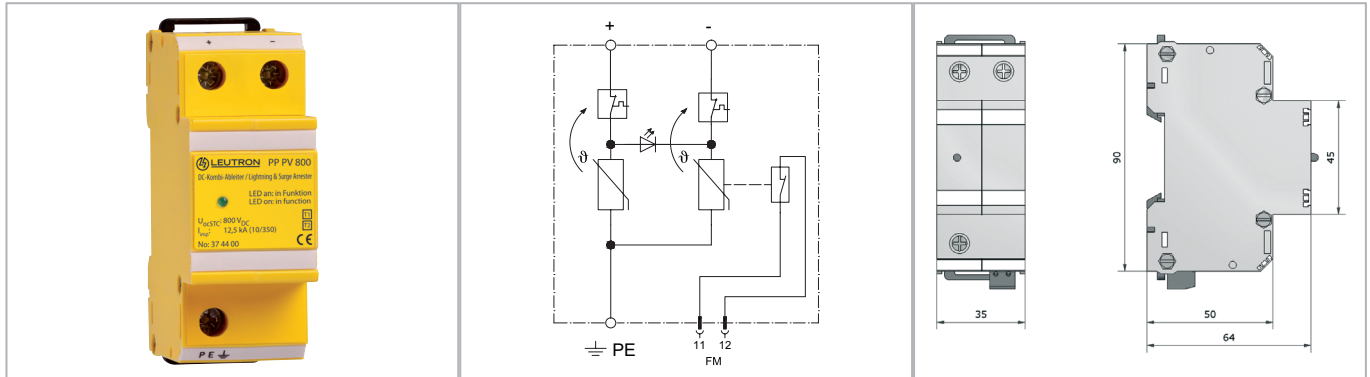 + −
LEUTRON PP PV 800
DC-Kombi-Ableiter / Lightning & Surge Arrester
LED an: in Funktion
LED on: in function
UocSTC: 800 VDC
T1
Iimp: 12,5 kA (10/350)
T2
No: 37 44 00
CE
PE
+ -
ϑ ϑ
PE
11 12
FM
90
45
35
50
64